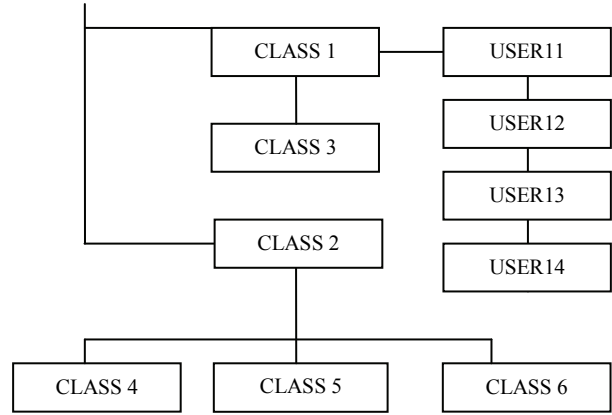 CLASS 1
USER11
USER12
CLASS 3
USER13
CLASS 2
USER14
CLASS 4
CLASS 5
CLASS 6